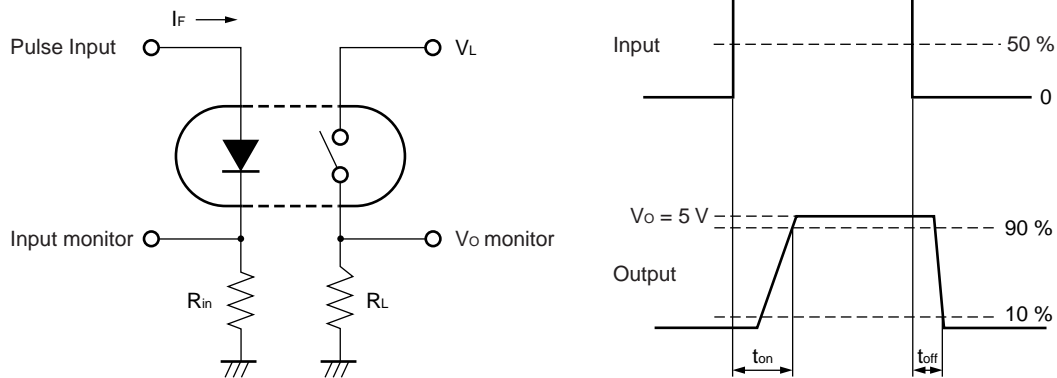 IF
Pulse Input
VL
Input monitor
VO monitor
Rin
RL
Input
50 %
0
VO = 5 V
90 %
Output
10 %
ton
toff